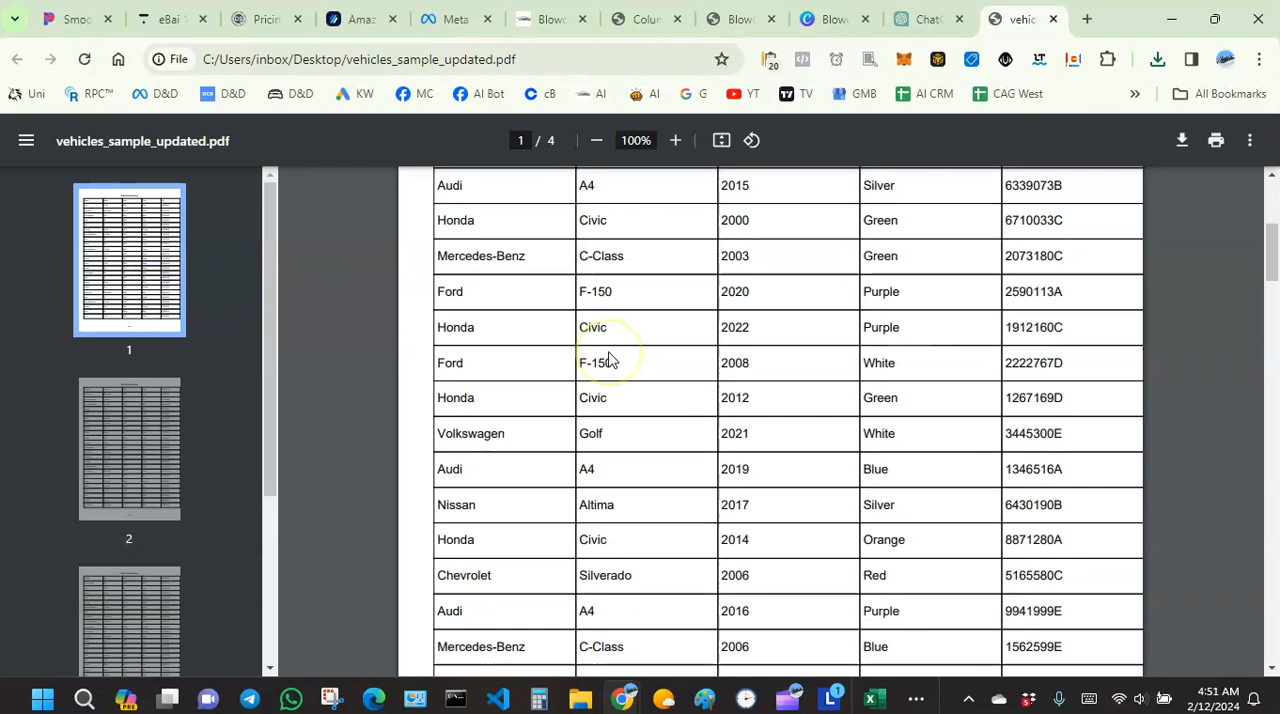 Smoc
eBai
Pricin
Amaz
Meta
Blowc
Colun
Blow
Blow
ChatG
vehic
File
C:/Users/inbox/Desktop/vehicles_sample_updated.pdf
20
Uni
RPC™
D&D
D&D
D&D
KW
MC
AI Bot
cB
AI
AI
G
YT
TV
GMB
AI CRM
CAG West
All Bookmarks
vehicles_sample_updated.pdf
1 / 4
100%
1
2
Audi A4 2015 Silver 6339073B
Honda Civic 2000 Green 6710033C
Mercedes-Benz C-Class 2003 Green 2073180C
Ford F-150 2020 Purple 2590113A
Honda Civic 2022 Purple 1912160C
Ford F-150 2008 White 2222767D
Honda Civic 2012 Green 1267169D
Volkswagen Golf 2021 White 3445300E
Audi A4 2019 Blue 1346516A
Nissan Altima 2017 Silver 6430190B
Honda Civic 2014 Orange 8871280A
Chevrolet Silverado 2006 Red 5165580C
Audi A4 2016 Purple 9941999E
Mercedes-Benz C-Class 2006 Blue 1562599E
4:51 AM
2/12/2024